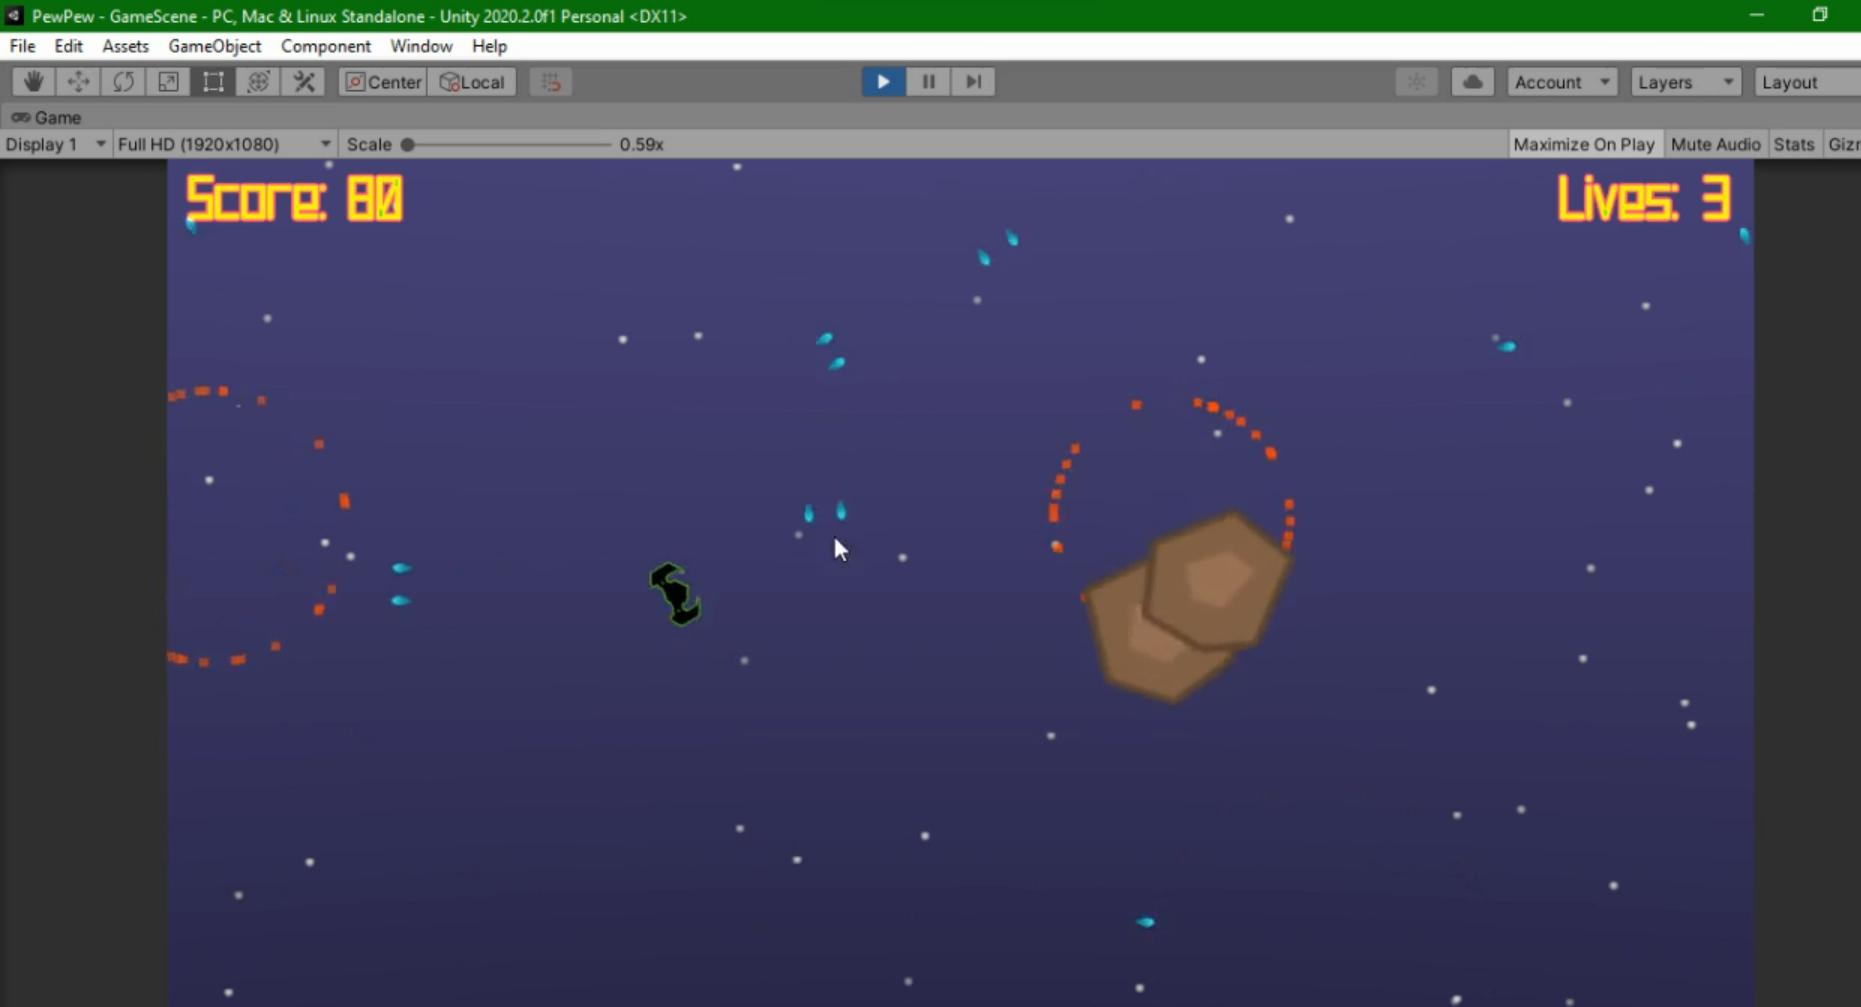 PewPew - GameScene - PC, Mac & Linux Standalone - Unity 2020.2.0f1 Personal <DX11>
File Edit Assets GameObject Component Window Help
Center Local Account Layers Layout
Game
Display 1 Full HD (1920x1080) Scale 0.59x Maximize On Play Mute Audio Stats
Score: 80 Lives: 3